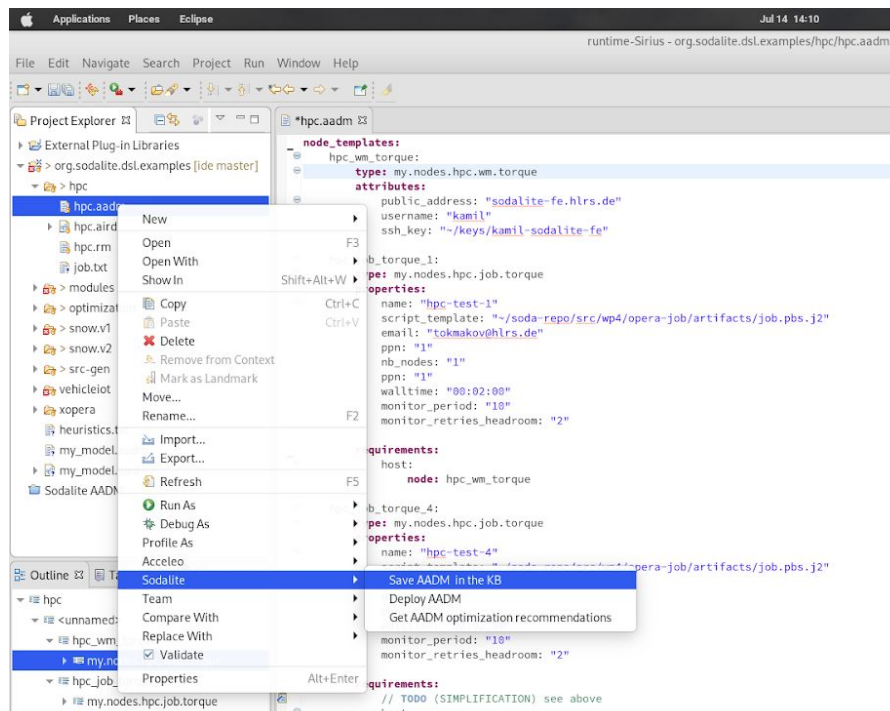 Applications Places Eclipse Jul 14 14:10
runtime-Sirius - org.sodalite.dsl.examples/hpc/hpc.aadm
File Edit Navigate Search Project Run Window Help
Project Explorer
*hpc.aadm
External Plug-in Libraries
> org.sodalite.dsl.examples [ide master]
> hpc
hpc.aadm
hpc.aird
hpc.rm
job.txt
> modules
> optimizat
> snow.v1
> snow.v2
> src-gen
vehicleiot
xopera
heuristics.t
my_model.
my_model.
Sodalite AADM
New
Open F3
Open With
Show In Shift+Alt+W
Copy Ctrl+C
Paste Ctrl+V
Delete
Remove from Context
Mark as Landmark
Move...
Rename... F2
Import...
Export...
Refresh F5
Run As
Debug As
Profile As
Acceleo
Sodalite
Team
Compare With
Replace With
Validate
Properties Alt+Enter
Save AADM in the KB
Deploy AADM
Get AADM optimization recommendations
node_templates:
hpc_wm_torque:
type: my.nodes.hpc.wm.torque
attributes:
public_address: "sodalite-fe.hlrs.de"
username: "kamil"
ssh_key: "~/keys/kamil-sodalite-fe"
b_torque_1:
pe: my.nodes.hpc.job.torque
operties:
name: "hpc-test-1"
script_template: "~/soda-repo/src/wp4/opera-job/artifacts/job.pbs.j2"
email: "tokmakov@hlrs.de"
ppn: "1"
nb_nodes: "1"
ppn: "1"
walltime: "00:02:00"
monitor_period: "10"
monitor_retries_headroom: "2"
quirements:
host:
node: hpc_wm_torque
b_torque_4:
pe: my.nodes.hpc.job.torque
operties:
name: "hpc-test-4"
opera-job/artifacts/job.pbs.j2"
monitor_period: "10"
monitor_retries_headroom: "2"
quirements:
// TODO (SIMPLIFICATION) see above
Outline
hpc
<unnamed>
hpc_wm
my.no
hpc_job
my.nodes.hpc.job.torque